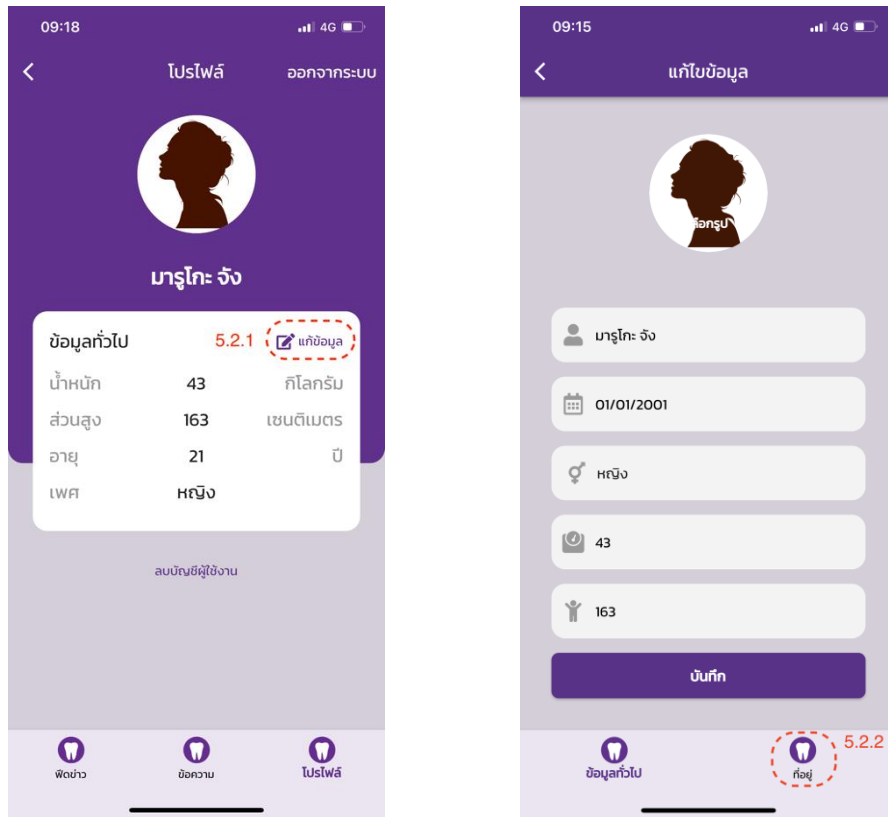 09:18
4G
โปรไฟล์
ออกจากระบบ
มารูโกะ จัง
ข้อมูลทั่วไป
5.2.1
แก้ข้อมูล
น้ำหนัก 43 กิโลกรัม
ส่วนสูง 163 เซนติเมตร
อายุ 21 ปี
เพศ หญิง
ลบบัญชีผู้ใช้งาน
ฟีดข่าว
ข้อความ
โปรไฟล์
09:15
4G
แก้ไขข้อมูล
ลือกรูป
มารูโกะ จัง
01/01/2001
หญิง
43
163
บันทึก
ข้อมูลทั่วไป
ที่อยู่
5.2.2